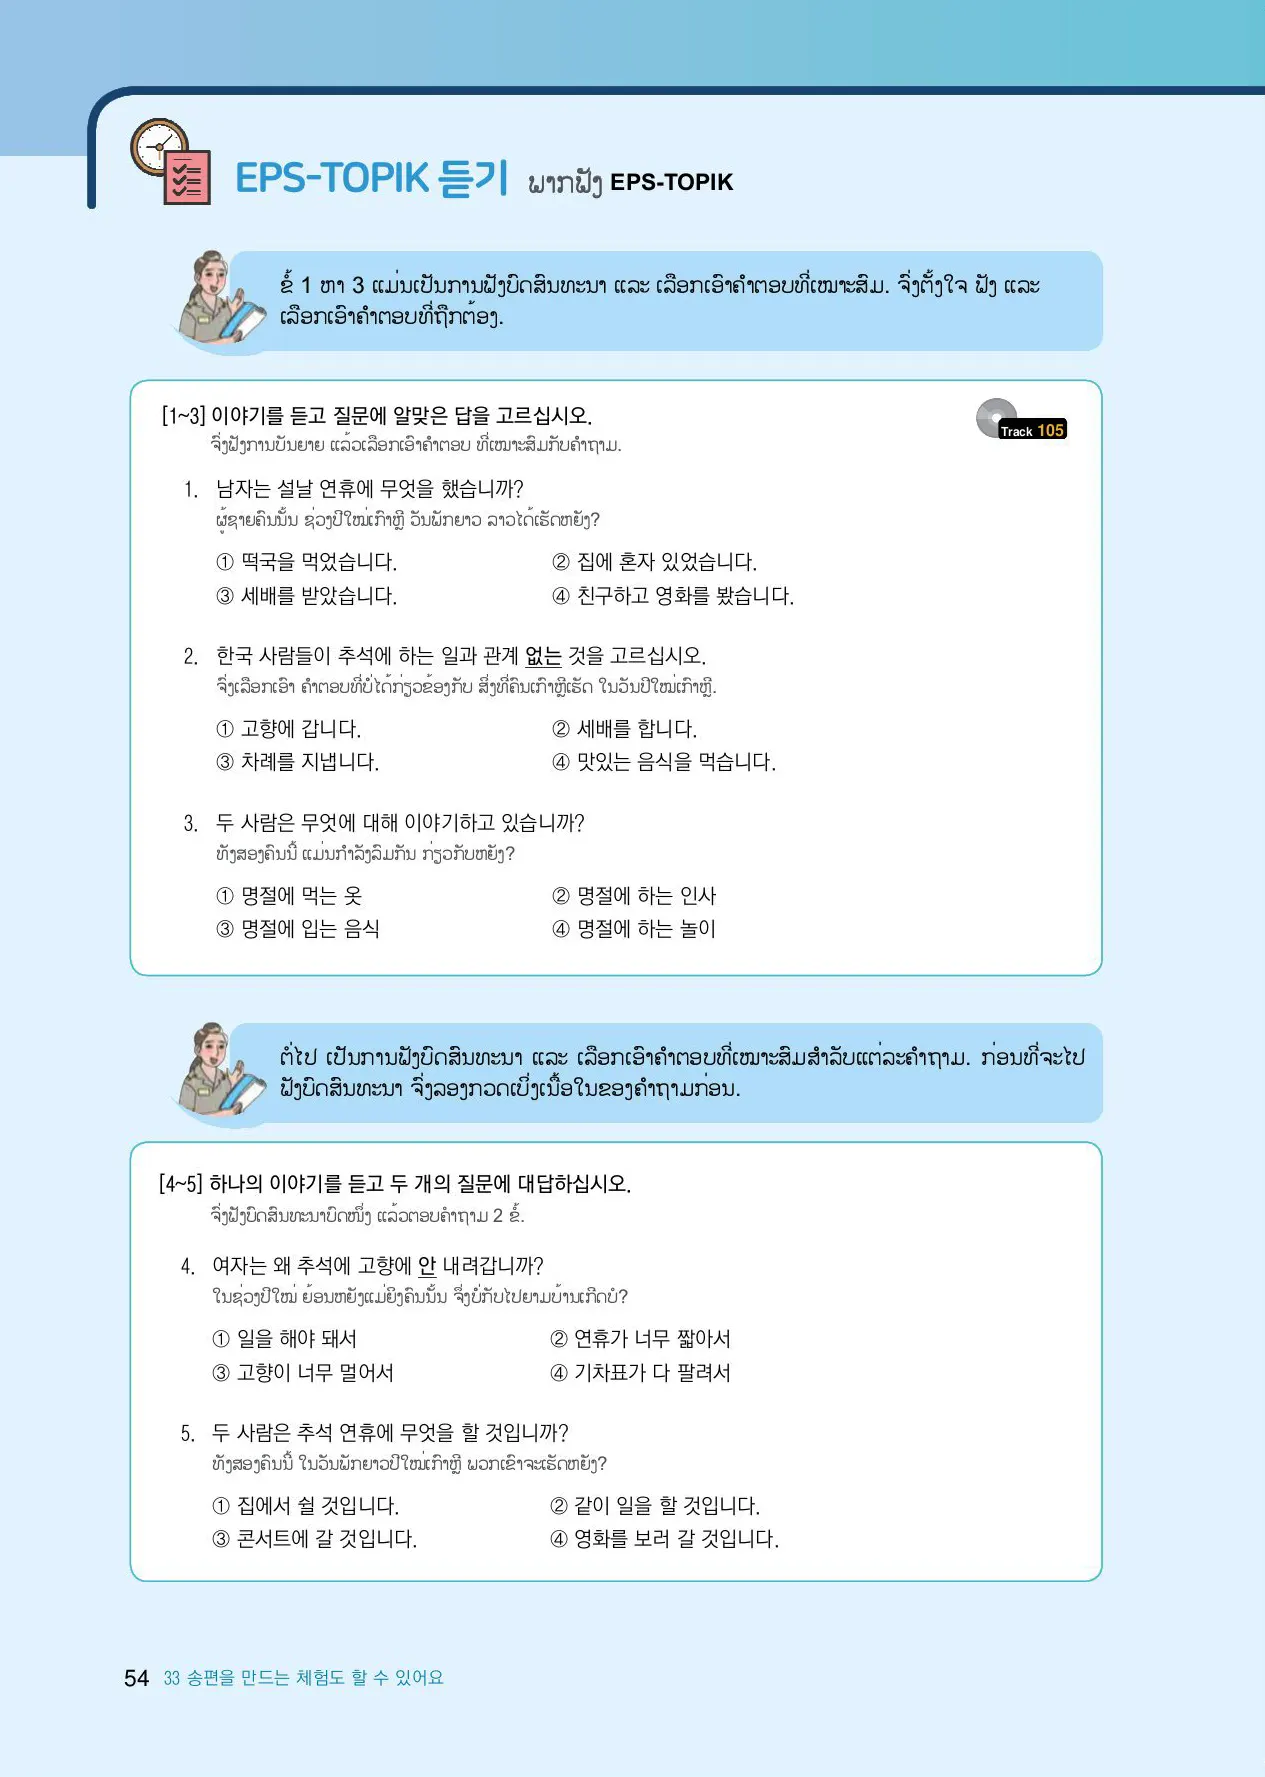 EPS-TOPIK 듣기 ພາກຟັງ EPS-TOPIK
ຂໍ້ 1 ຫາ 3 ແມ່ນເປັນການຟັງບົດສົນທະນາ ແລະ ເລືອກເອົາຄຳຕອບທີ່ເໝາະສົມ. ຈົ່ງຕັ້ງໃຈ ຟັງ ແລະ
ເລືອກເອົາຄຳຕອບທີ່ຖືກຕ້ອງ.
[1~3] 이야기를 듣고 질문에 알맞은 답을 고르십시오.
Track 105
ຈົ່ງຟັງການບັນຍາຍ ແລ້ວເລືອກເອົາຄຳຕອບ ທີ່ເໝາະສົມກັບຄຳຖາມ.
1. 남자는 설날 연휴에 무엇을 했습니까?
ຜູ້ຊາຍຄົນນັ້ນ ຊ່ວງປີໃໝ່ເກົາຫຼີ ວັນພັກຍາວ ລາວໄດ້ເຮັດຫຍັງ?
① 떡국을 먹었습니다. ② 집에 혼자 있었습니다.
③ 세배를 받았습니다. ④ 친구하고 영화를 봤습니다.
2. 한국 사람들이 추석에 하는 일과 관계 없는 것을 고르십시오.
ຈົ່ງເລືອກເອົາ ຄຳຕອບທີ່ບໍ່ໄດ້ກ່ຽວຂ້ອງກັບ ສິ່ງທີ່ຄົນເກົາຫຼີເຮັດ ໃນວັນປີໃໝ່ເກົາຫຼີ.
① 고향에 갑니다. ② 세배를 합니다.
③ 차례를 지냅니다. ④ 맛있는 음식을 먹습니다.
3. 두 사람은 무엇에 대해 이야기하고 있습니까?
ທັງສອງຄົນນີ້ ແມ່ນກຳລັງລົມກັນ ກ່ຽວກັບຫຍັງ?
① 명절에 먹는 옷 ② 명절에 하는 인사
③ 명절에 입는 음식 ④ 명절에 하는 놀이
ຕໍ່ໄປ ເປັນການຟັງບົດສົນທະນາ ແລະ ເລືອກເອົາຄຳຕອບທີ່ເໝາະສົມສຳລັບແຕ່ລະຄຳຖາມ. ກ່ອນທີ່ຈະໄປ
ຟັງບົດສົນທະນາ ຈົ່ງລອງກວດເບິ່ງເນື້ອໃນຂອງຄຳຖາມກ່ອນ.
[4~5] 하나의 이야기를 듣고 두 개의 질문에 대답하십시오.
ຈົ່ງຟັງບົດສົນທະນາບົດໜຶ່ງ ແລ້ວຕອບຄຳຖາມ 2 ຂໍ້.
4. 여자는 왜 추석에 고향에 안 내려갑니까?
ໃນຊ່ວງປີໃໝ່ ຍ້ອນຫຍັງແມ່ຍິງຄົນນັ້ນ ຈຶ່ງບໍ່ກັບໄປຍາມບ້ານເກີດບໍ?
① 일을 해야 돼서 ② 연휴가 너무 짧아서
③ 고향이 너무 멀어서 ④ 기차표가 다 팔려서
5. 두 사람은 추석 연휴에 무엇을 할 것입니까?
ທັງສອງຄົນນີ້ ໃນວັນພັກຍາວປີໃໝ່ເກົາຫຼີ ພວກເຂົາຈະເຮັດຫຍັງ?
① 집에서 쉴 것입니다. ② 같이 일을 할 것입니다.
③ 콘서트에 갈 것입니다. ④ 영화를 보러 갈 것입니다.
54 33 송편을 만드는 체험도 할 수 있어요